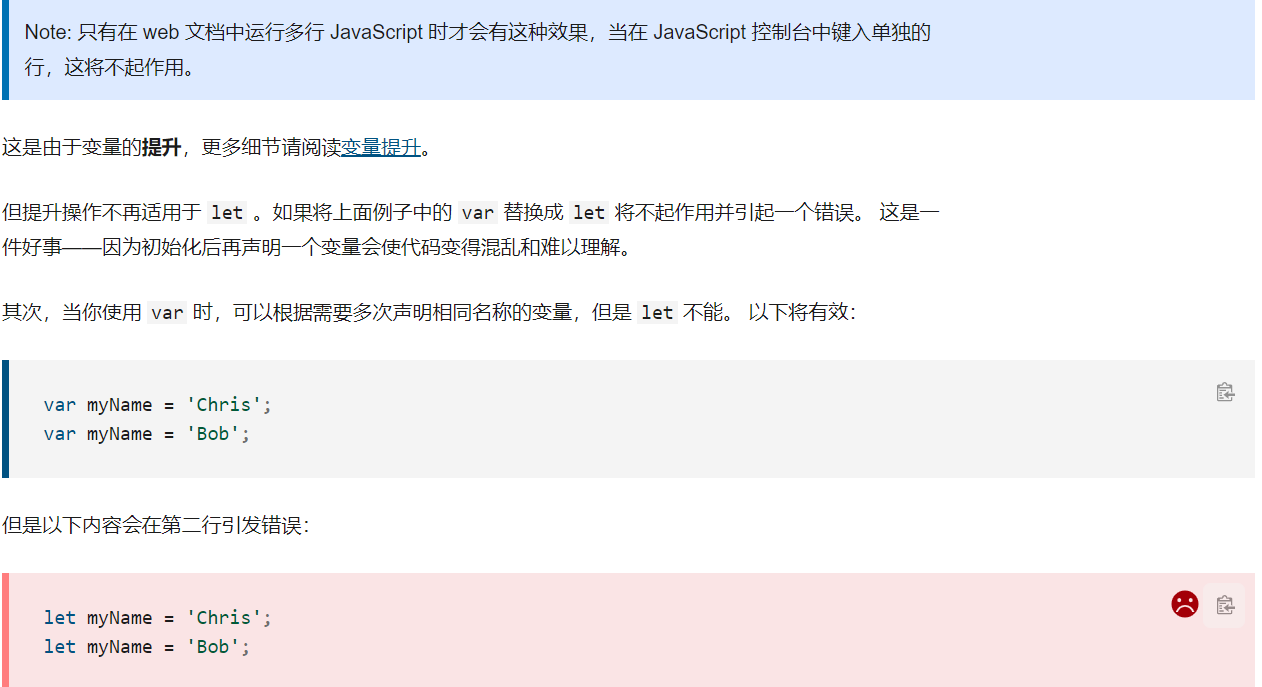 Note: 只有在 web 文档中运行多行 JavaScript 时才会有这种效果，当在 JavaScript 控制台中键入单独的
行，这将不起作用。
这是由于变量的提升，更多细节请阅读变量提升。
但提升操作不再适用于 let 。如果将上面例子中的 var 替换成 let 将不起作用并引起一个错误。 这是一
件好事——因为初始化后再声明一个变量会使代码变得混乱和难以理解。
其次，当你使用 var 时，可以根据需要多次声明相同名称的变量，但是 let 不能。 以下将有效：
var myName = 'Chris';
var myName = 'Bob';
但是以下内容会在第二行引发错误：
let myName = 'Chris';
let myName = 'Bob';